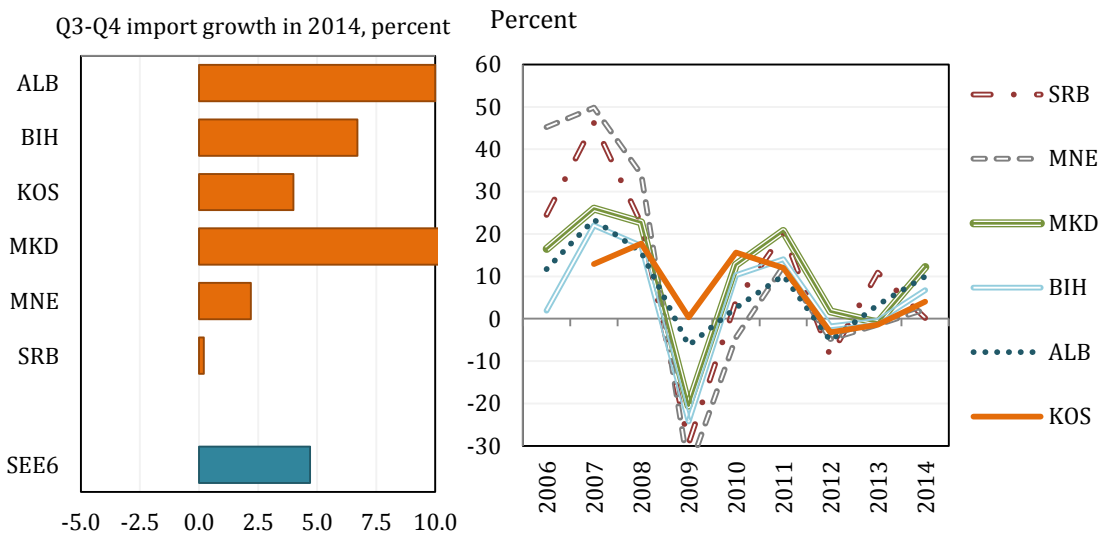 Q3-Q4 import growth in 2014, percent
ALB
BIH
KOS
MKD
MNE
SRB
SEE6
-5.0 -2.5 0.0 2.5 5.0 7.5 10.0
Percent
60
50
40
30
20
10
0
-10
-20
-30
2006 2007 2008 2009 2010 2011 2012 2013 2014
SRB
MNE
MKD
BIH
ALB
KOS